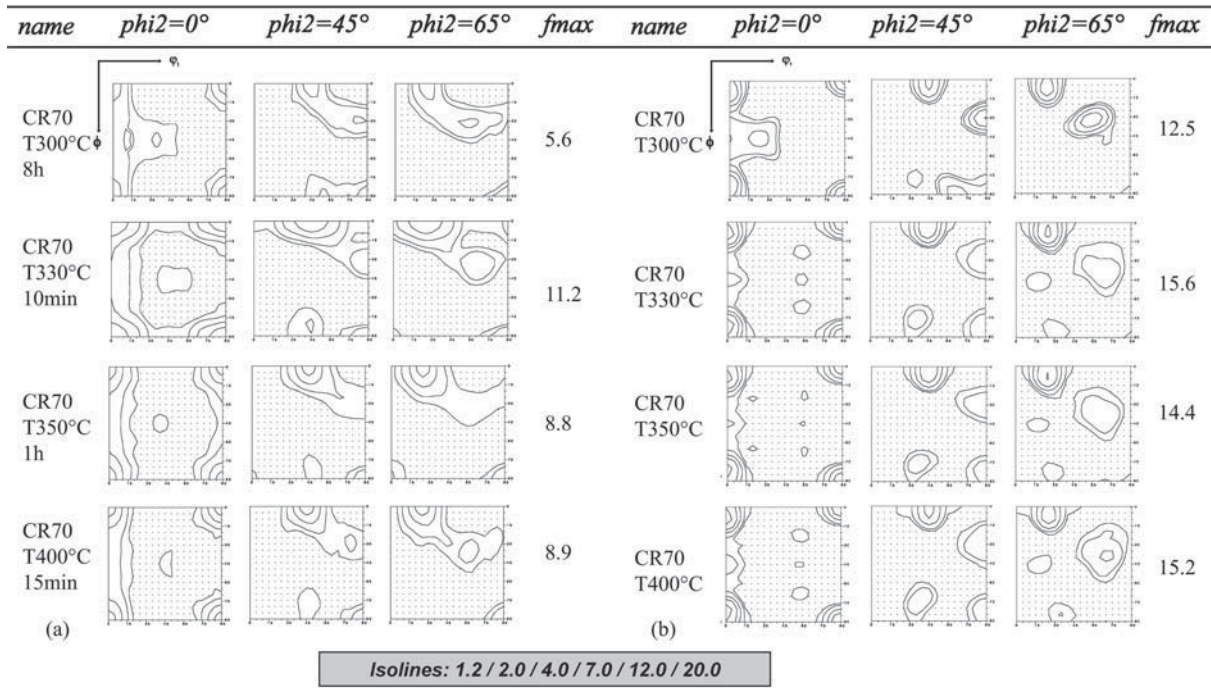 name phi2=0° phi2=45° phi2=65° fmax name phi2=0° phi2=45° phi2=65° fmax
φ₁ φ₁
CR70
T300°C ϕ
8h
5.6
CR70
T300°C ϕ
12.5
CR70
T330°C
10min
11.2
CR70
T330°C
15.6
CR70
T350°C
1h
8.8
CR70
T350°C
14.4
CR70
T400°C
15min
8.9
CR70
T400°C
15.2
(a) (b)
Isolines: 1.2 / 2.0 / 4.0 / 7.0 / 12.0 / 20.0